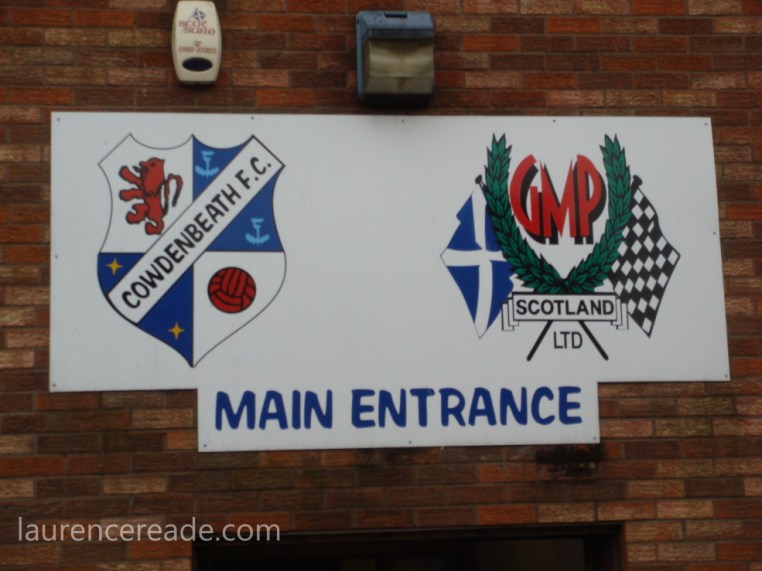 COWDENBEATH F.C.
GMP
SCOTLAND
LTD
MAIN ENTRANCE
laurencereade.com